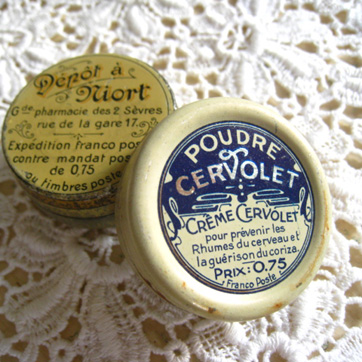 Dépôt à
Niort
Gde pharmacie des 2 Sèvres
rue de la gare 17.
Expédition franco
contre mandat
de 0,75
ou timbres poste
POUDRE
&
CERVOLET
CRÈME CERVOLET
pour prévenir les
Rhumes du cerveau et
la guérison du coriza.
PRIX: 0.75
Franco Poste